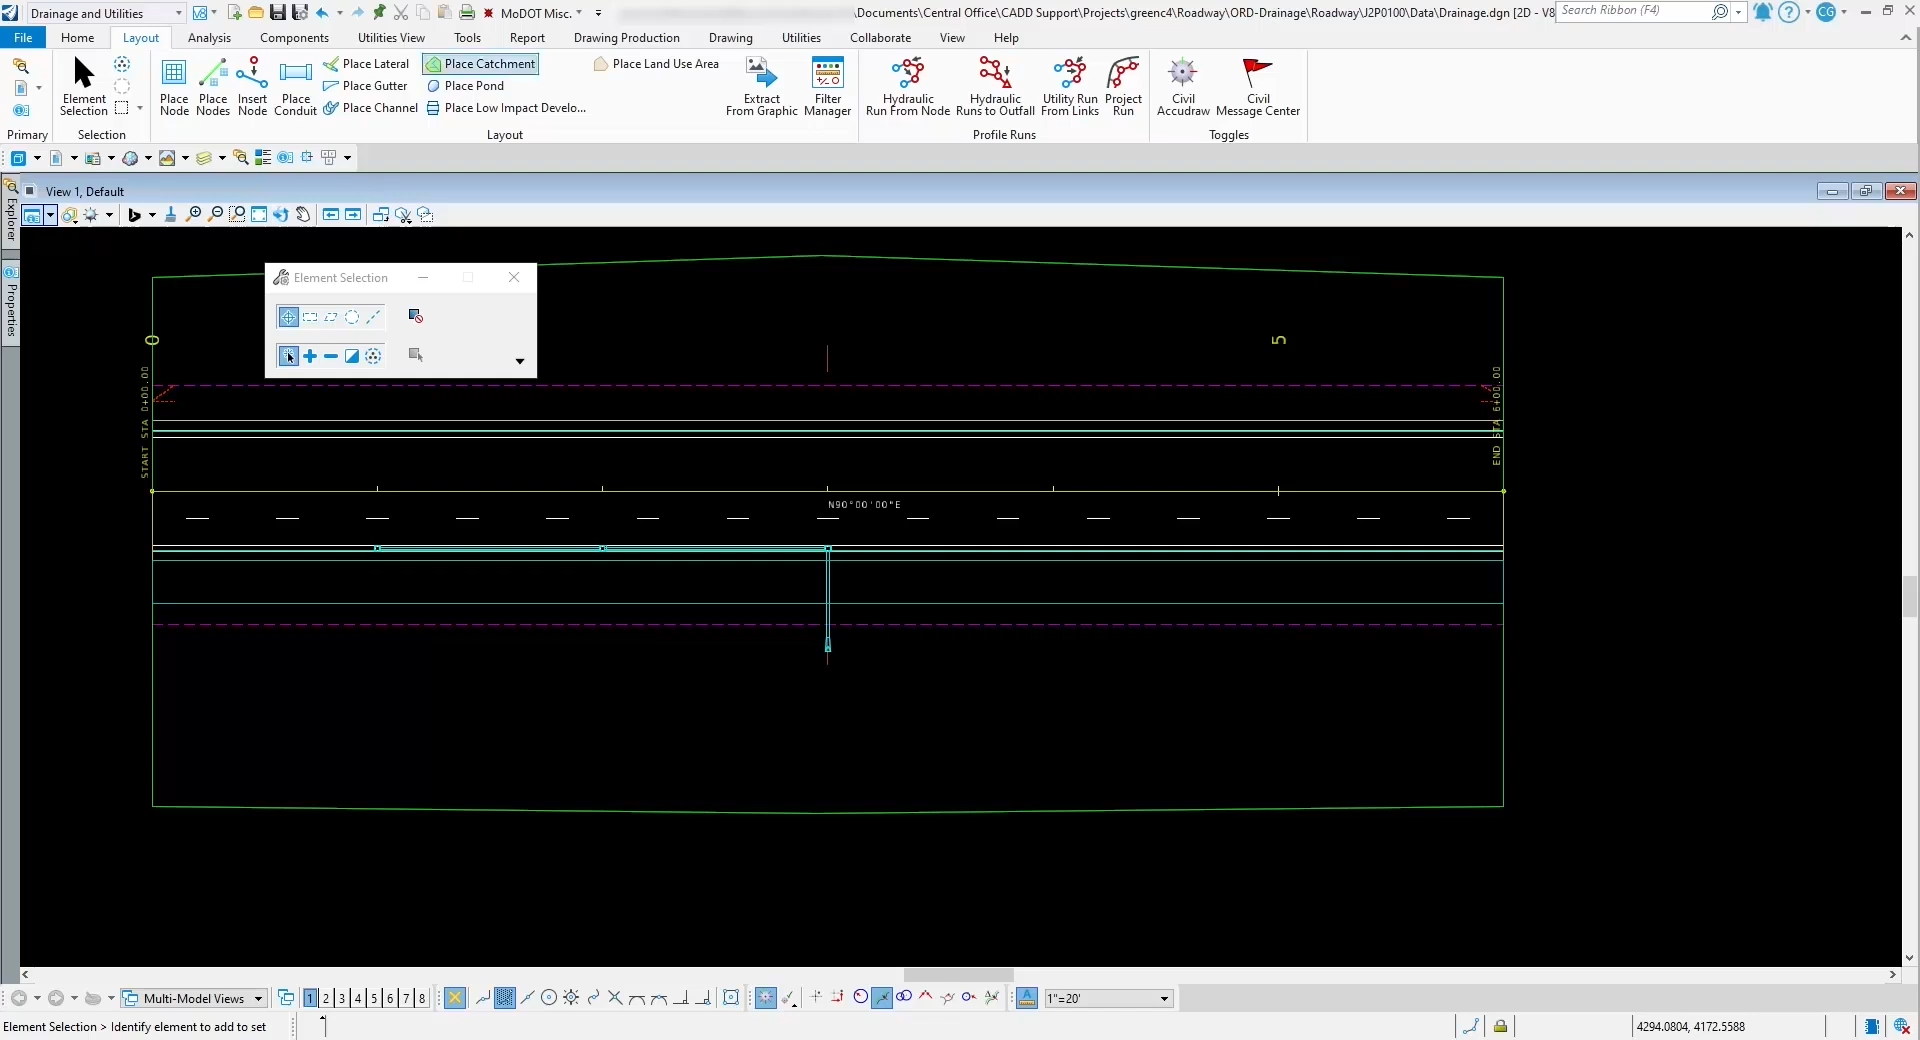 Drainage and Utilities
MoDOT Misc.
\Documents\Central Office\CADD Support\Projects\greenc4\Roadway\ORD-Drainage\Roadway\J2P0100\Data\Drainage.dgn [2D - V8
Search Ribbon (F4)
CG
File Home Layout Analysis Components Utilities View Tools Report Drawing Production Drawing Utilities Collaborate View Help
Element Selection
Place Node
Place Nodes
Insert Node
Place Conduit
Place Lateral
Place Gutter
Place Channel
Place Catchment
Place Pond
Place Low Impact Develo...
Place Land Use Area
Extract From Graphic
Filter Manager
Hydraulic Run From Node
Hydraulic Runs to Outfall
Utility Run From Links
Project Run
Civil Accudraw
Civil Message Center
Primary Selection Layout Profile Runs Toggles
Explorer
Properties
View 1, Default
Element Selection
0
5
START STA 0+00.00
END STA 6+00.00
N90°00'00"E
Multi-Model Views
1 2 3 4 5 6 7 8
1"=20'
Element Selection > Identify element to add to set
4294.0804, 4172.5588